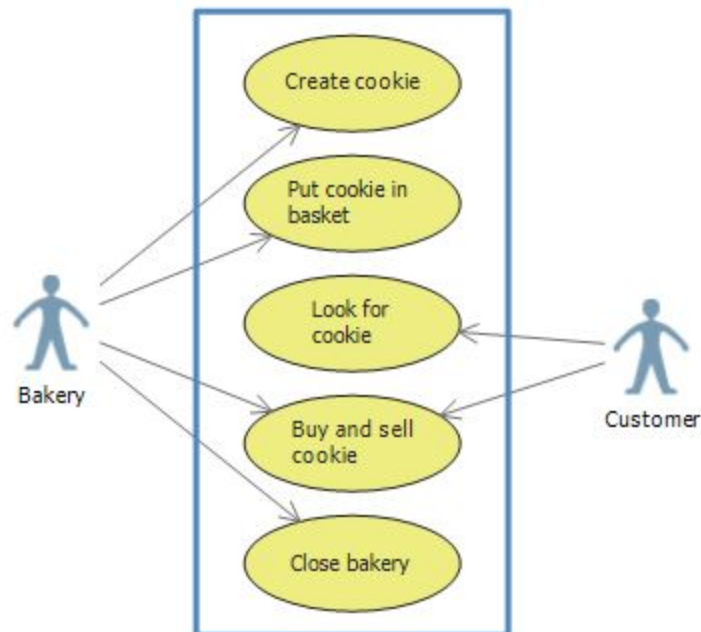 Create cookie
Put cookie in
basket
Look for
cookie
Bakery
Customer
Buy and sell
cookie
Close bakery